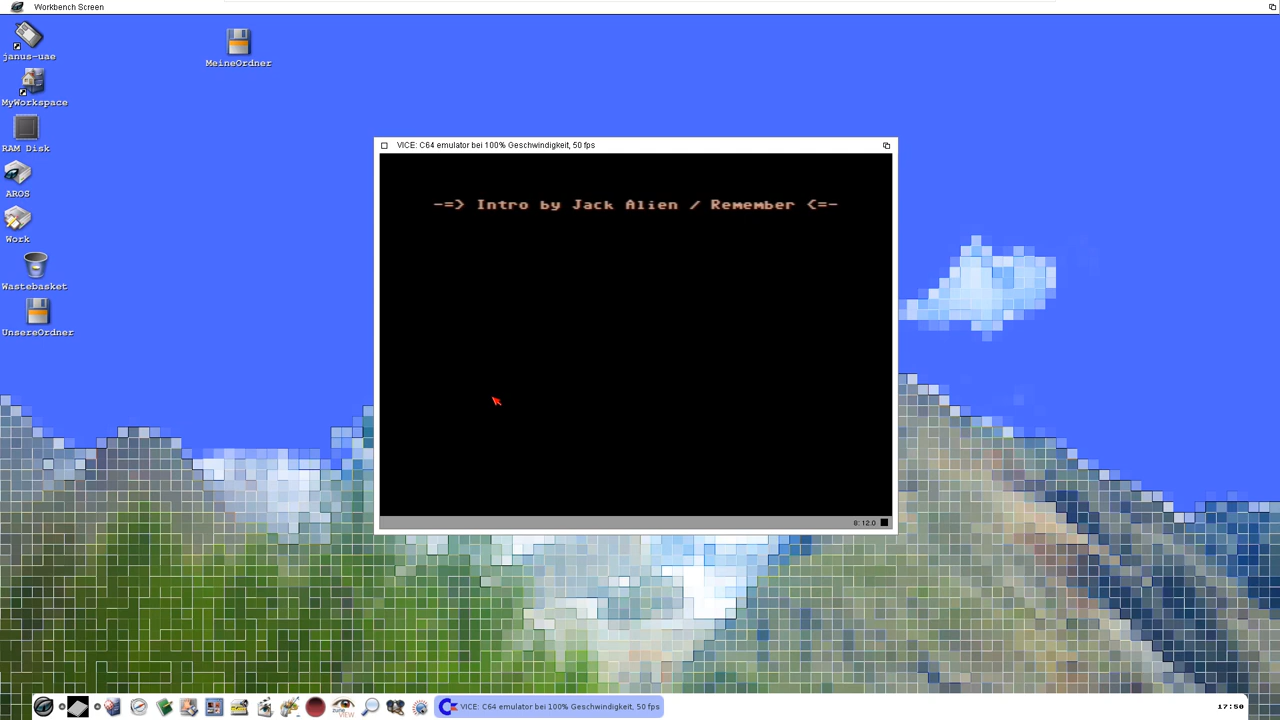 Workbench Screen
janus-uae
MeineOrdner
MyWorkspace
RAM Disk
AROS
Work
Wastebasket
UnsereOrdner
VICE: C64 emulator bei 100% Geschwindigkeit, 50 fps
-=> Intro by Jack Alien / Remember <=-
8: 12.0
VIEW
VICE: C64 emulator bei 100% Geschwindigkeit, 50 fps
17:50